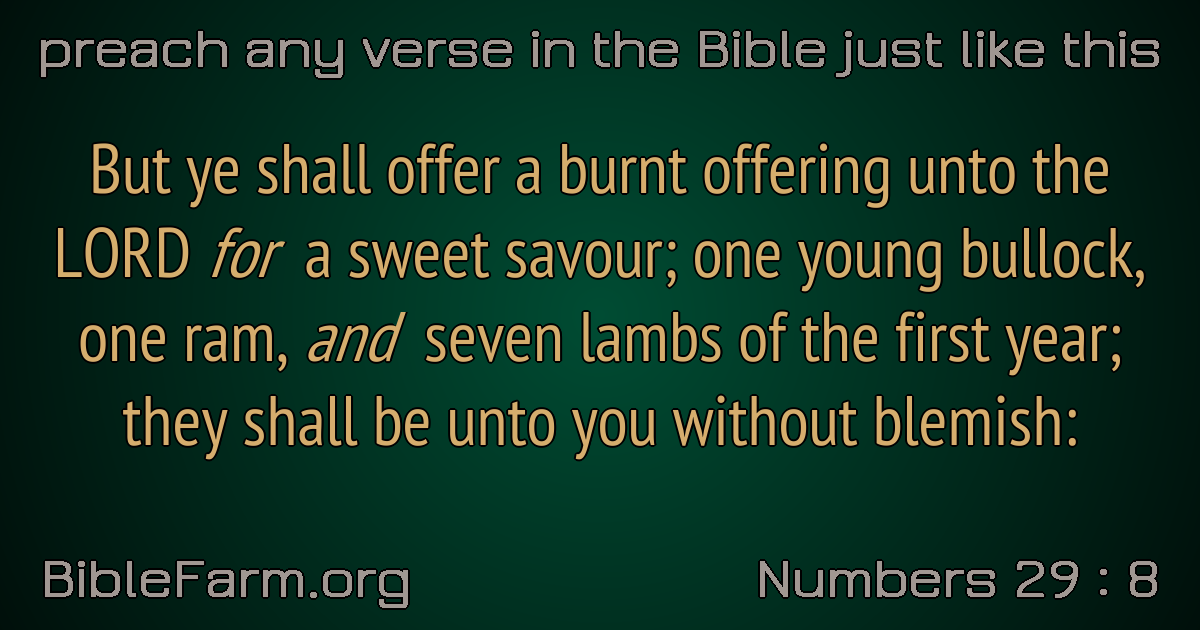 preach any verse in the Bible just like this
But ye shall offer a burnt offering unto the
LORD for a sweet savour; one young bullock,
one ram, and seven lambs of the first year;
they shall be unto you without blemish:
BibleFarm.org
Numbers 29 : 8